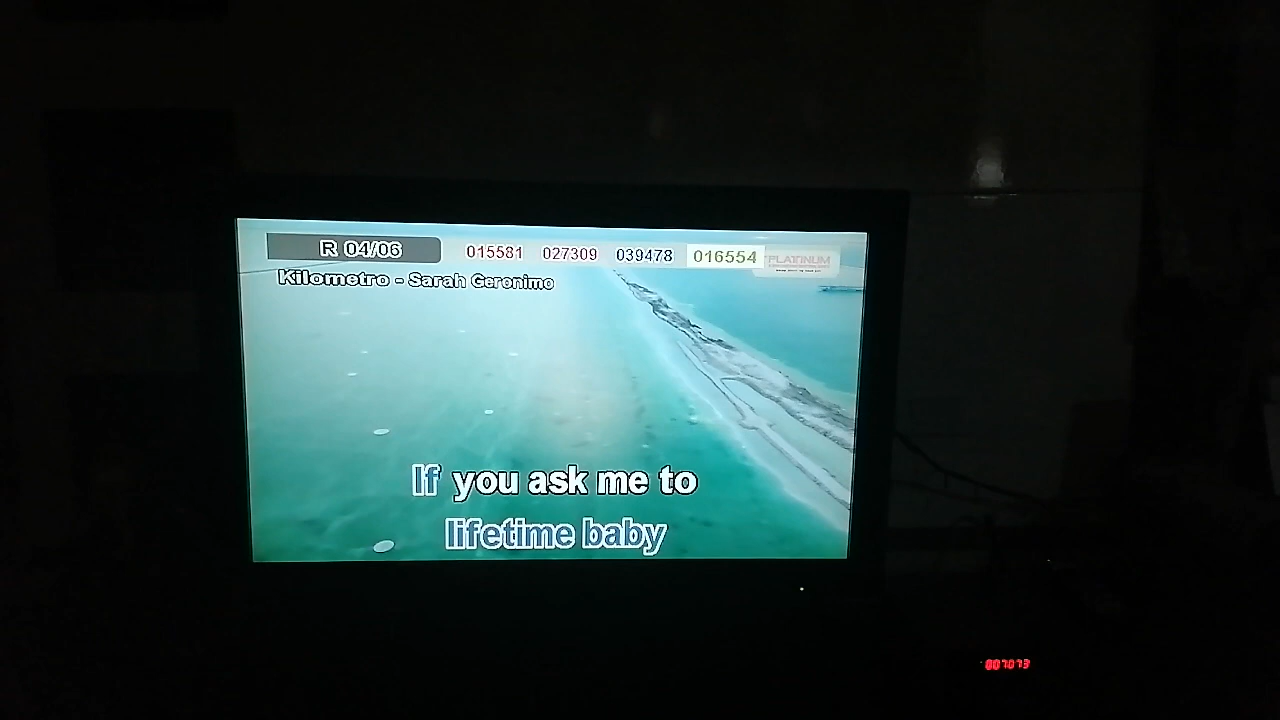 R 04/06 015581 027309 039478 016554 PLATINUM
Kilometro - Sarah Geronimo
If you ask me to
lifetime baby
007073